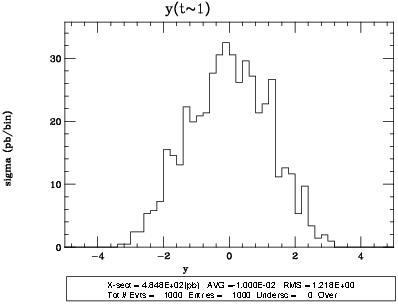 y(t~1)
sigma (pb/bin)
30
20
10
0
-4 -2 0 2 4
y
X-sect = 4.848E+02(pb) AVG =-1.000E-02 RMS = 1.218E+00
Tot # Evts = 1000 Entries = 1000 Undersc = 0 Over